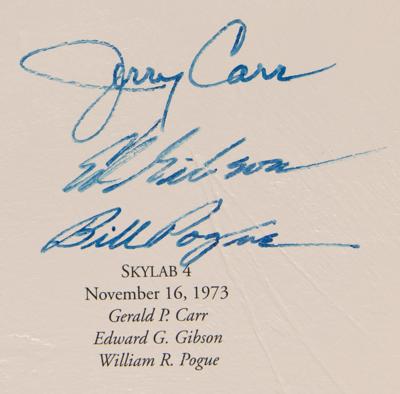 Jerry Carr
Ed Gibson
Bill Pogue
SKYLAB 4
November 16, 1973
Gerald P. Carr
Edward G. Gibson
William R. Pogue